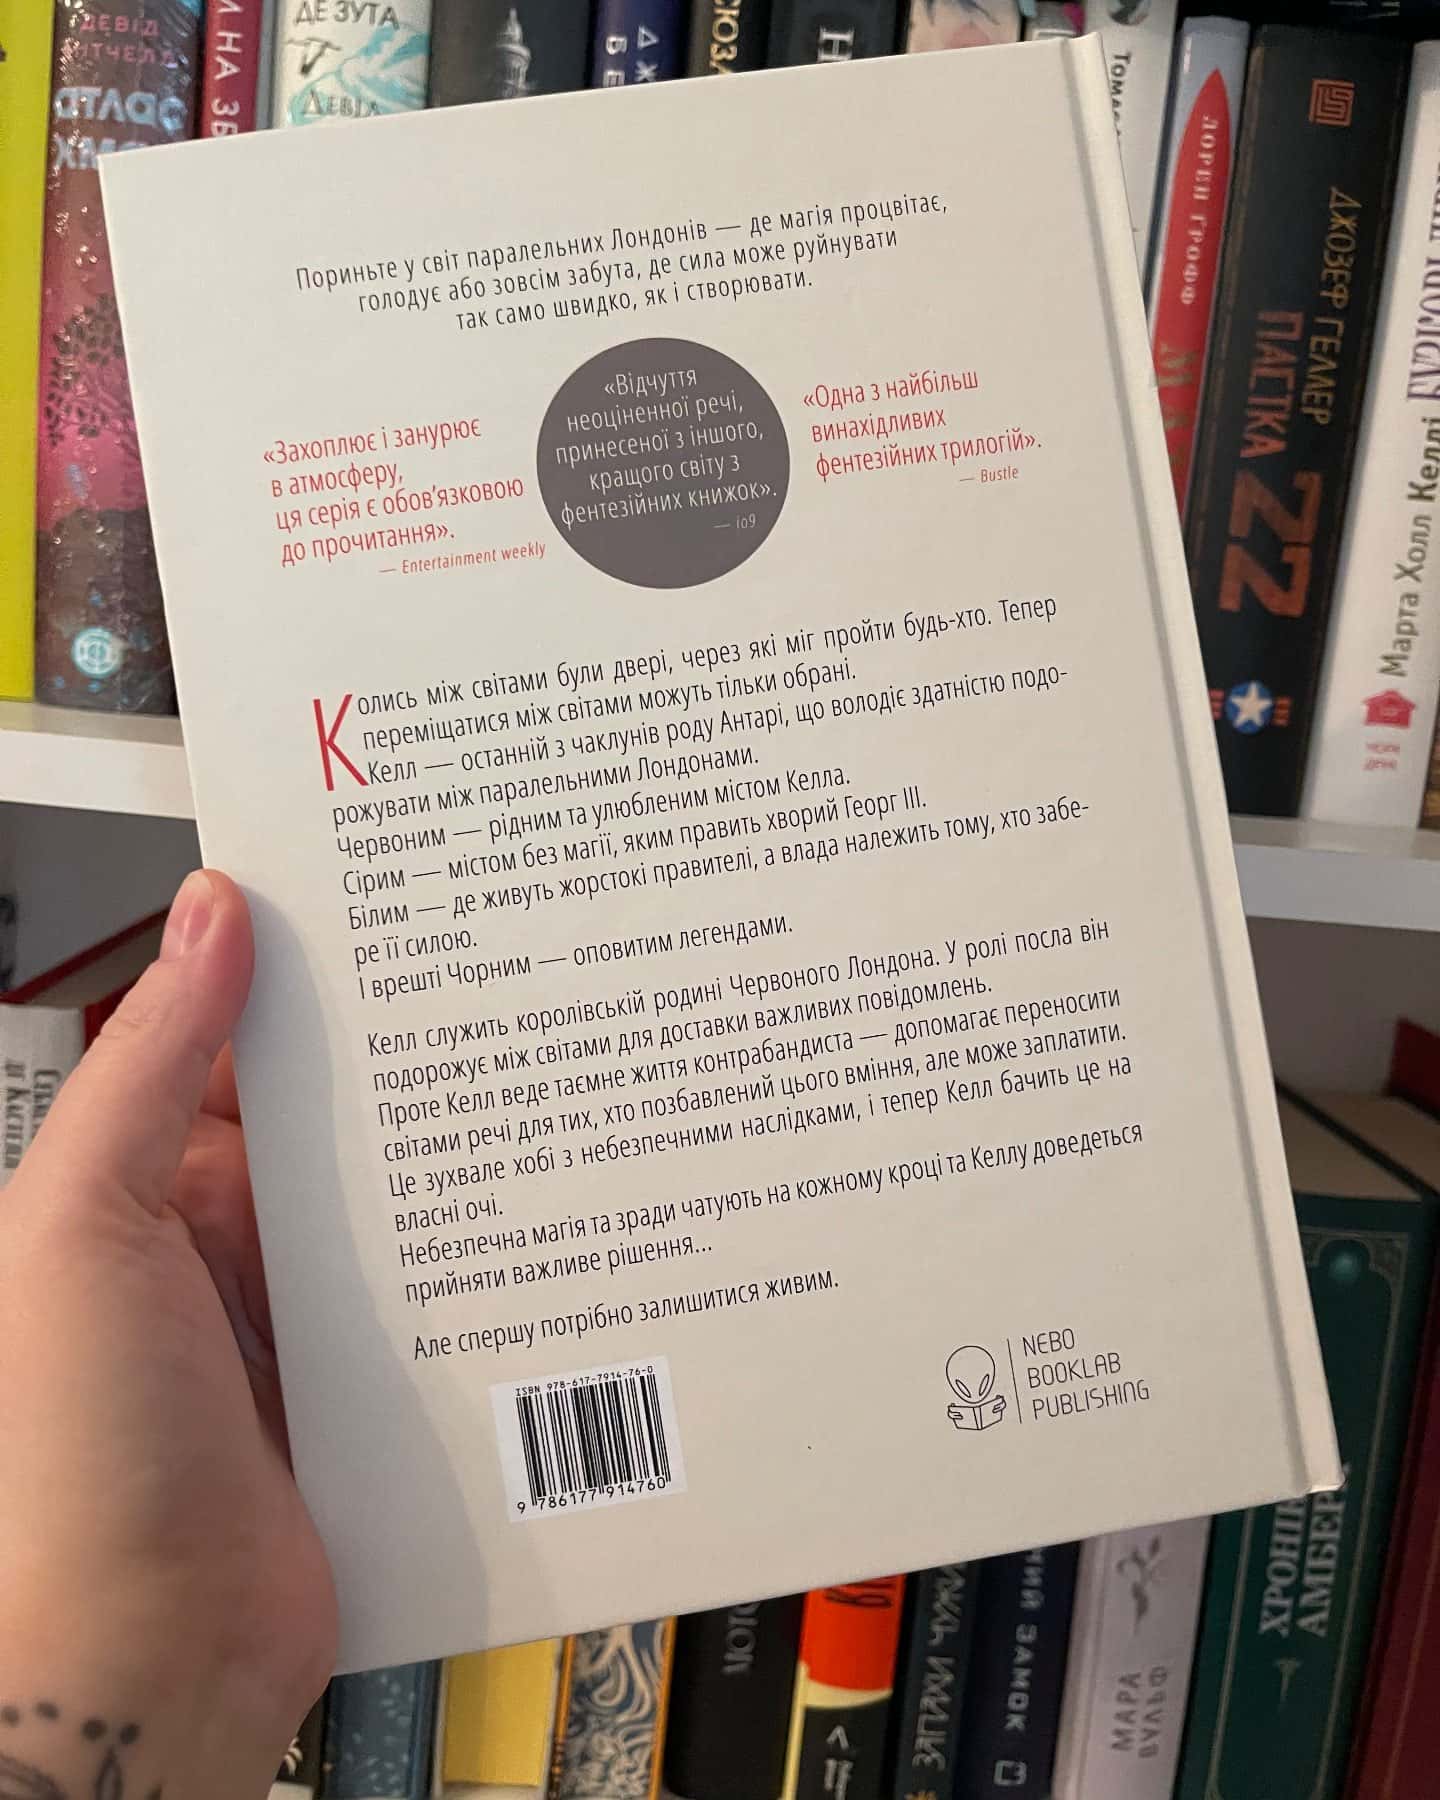 ДЕВІД
АТЛАС
ДЕ ЗУТА
ДЕВІД
Пориньте у світ паралельних Лондонів — де магія процвітає,
голодує або зовсім забута, де сила може руйнувати
так само швидко, як і створювати.
«Захоплює і занурює
в атмосферу,
ця серія є обов'язковою
до прочитання».
— Entertainment weekly
«Відчуття
неоціненної речі,
принесеної з іншого,
кращого світу з
фентезійних книжок».
— io9
«Одна з найбільш
винахідливих
фентезійних трилогій».
— Bustle
Колись між світами були двері, через які міг пройти будь-хто. Тепер
переміщатися між світами можуть тільки обрані.
Келл — останній з чаклунів роду Антарі, що володіє здатністю подо-
рожувати між паралельними Лондонами.
Червоним — рідним та улюбленим містом Келла.
Сірим — містом без магії, яким править хворий Георг III.
Білим — де живуть жорстокі правителі, а влада належить тому, хто забе-
ре її силою.
І врешті Чорним — оповитим легендами.
Келл служить королівській родині Червоного Лондона. У ролі посла він
подорожує між світами для доставки важливих повідомлень.
Проте Келл веде таємне життя контрабандиста — допомагає переносити
світами речі для тих, хто позбавлений цього вміння, але може заплатити.
Це зухвале хобі з небезпечними наслідками, і тепер Келл бачить це на
власні очі.
Небезпечна магія та зради чатують на кожному кроці та Келлу доведеться
прийняти важливе рішення...
Але спершу потрібно залишитися живим.
ISBN 978-617-7914-76-0
9 786177 914760
NEBO
BOOKLAB
PUBLISHING
ЛОРЕН ГРОФФ
ДЖОЗЕФ ГЕЛЛЕР
ПАСТКА 22
Марта Холл Келлі
ЗАМОК
МАРА
ВУЛЬФ